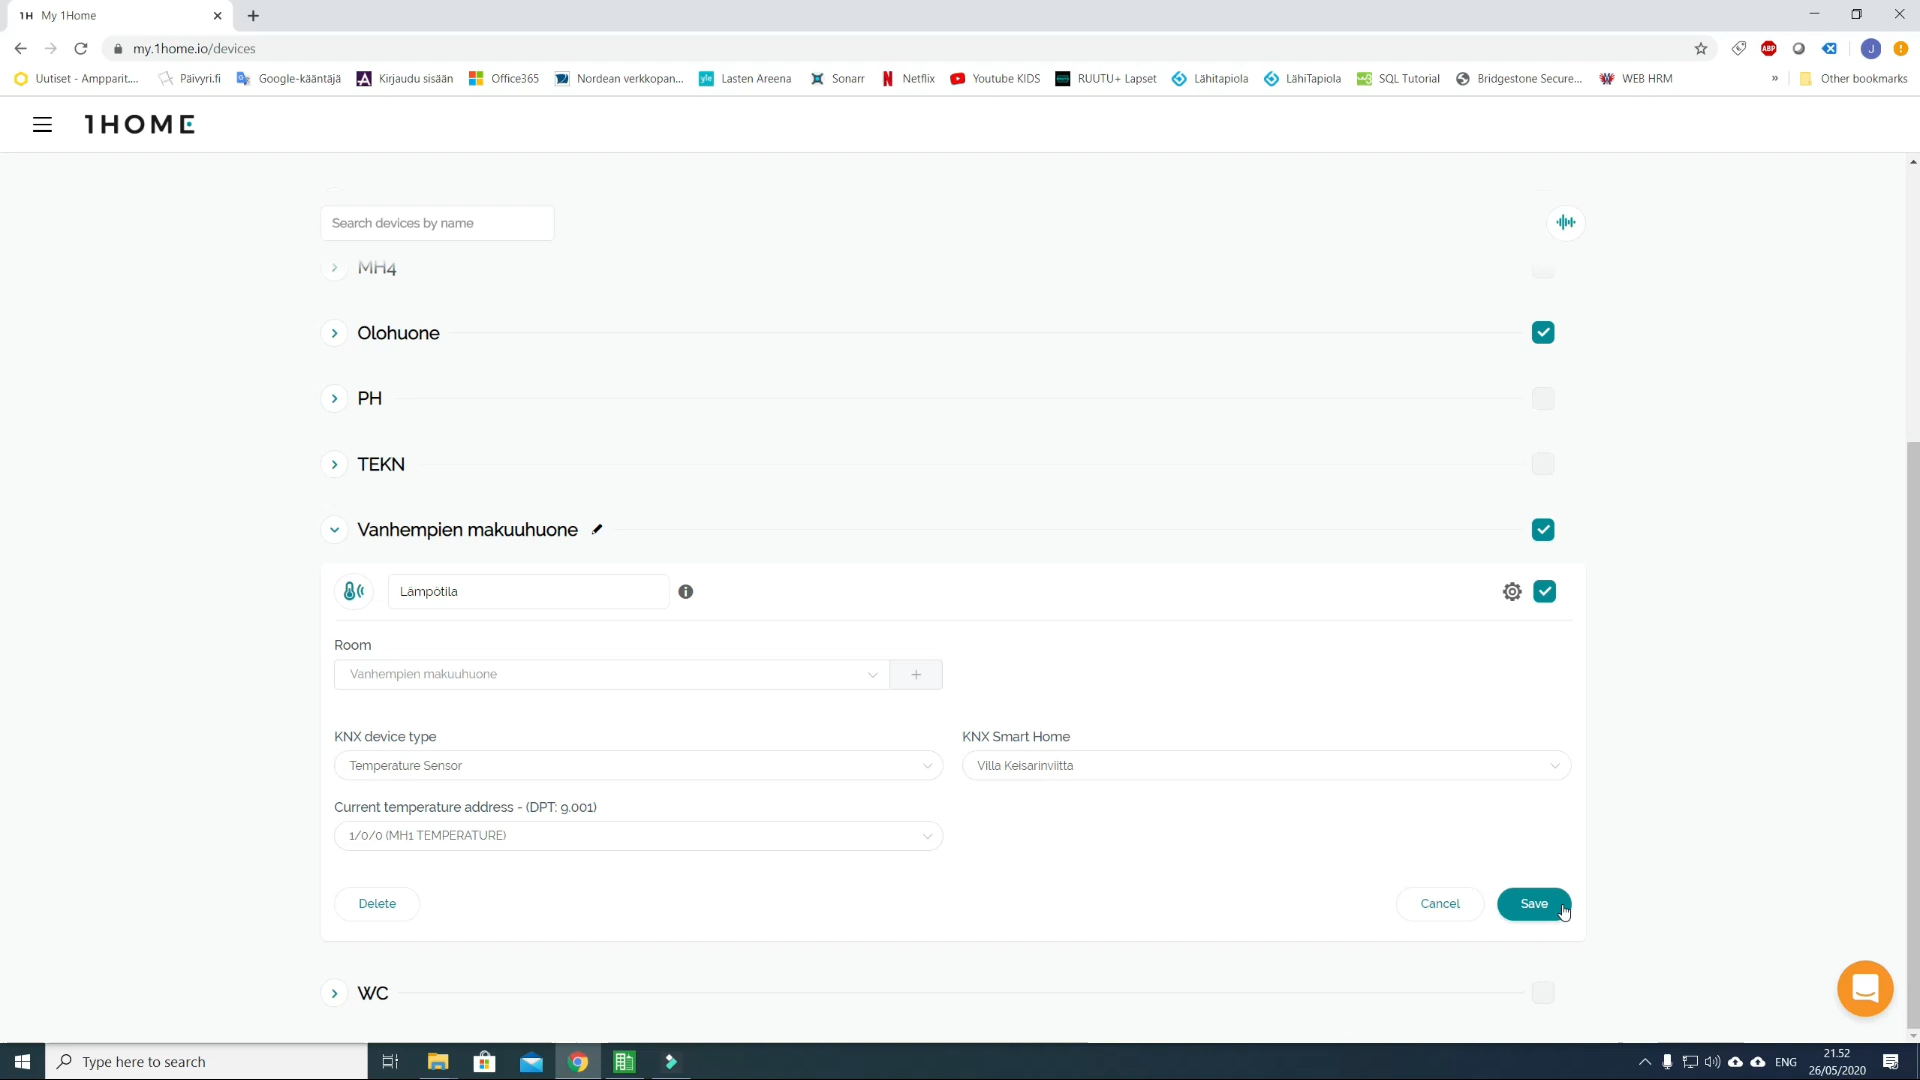 1H My 1Home
my.1home.io/devices
Uutiset - Ampparit....
Päivyri.fi
Google-kääntäjä
Kirjaudu sisään
Office365
Nordean verkkopan...
yle Lasten Areena
Sonarr
Netflix
Youtube KIDS
RUUTU+ Lapset
Lähitapiola
LähiTapiola
SQL Tutorial
Bridgestone Secure...
WEB HRM
»
Other bookmarks
ABP
J
1HOME
Search devices by name
MH4
Olohuone
PH
TEKN
Vanhempien makuuhuone
Lämpötila
Room
Vanhempien makuuhuone
KNX device type
KNX Smart Home
Temperature Sensor
Villa Keisarinviitta
Current temperature address - (DPT: 9.001)
1/0/0 (MH1 TEMPERATURE)
Delete
Cancel
Save
WC
Type here to search
ENG
21.52
26/05/2020